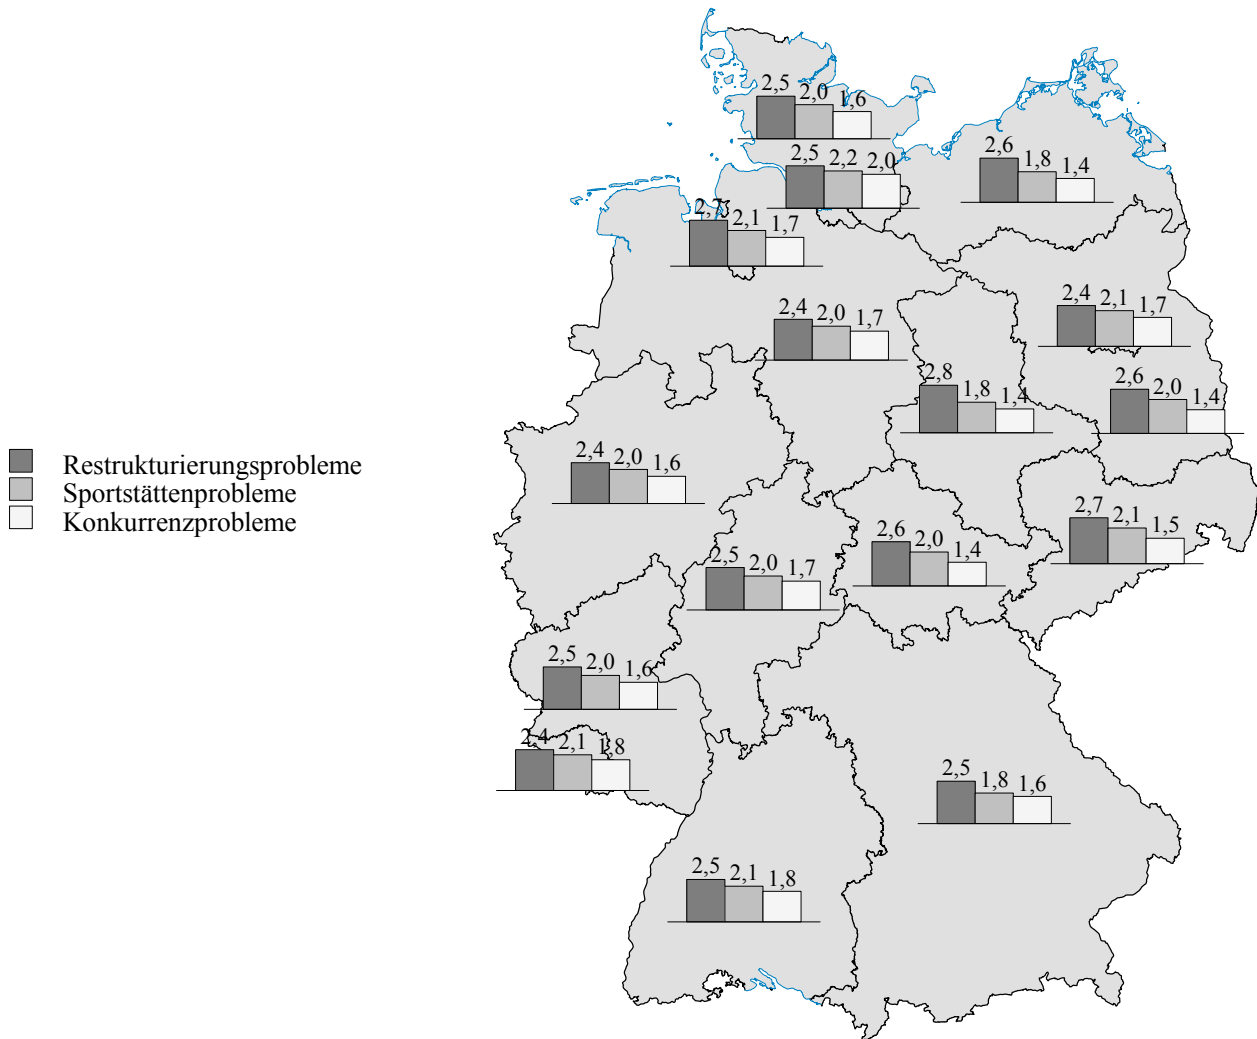 2,5 2,0 1,6
2,5 2,2 2,0
2,6 1,8 1,4
2,7 2,1 1,7
2,4 2,0 1,7
2,4 2,1 1,7
2,8 1,8 1,4
2,6 2,0 1,4
2,4 2,0 1,6
Restrukturierungsprobleme
Sportstättenprobleme
Konkurrenzprobleme
2,7 2,1 1,5
2,6 2,0 1,4
2,5 2,0 1,7
2,5 2,0 1,6
2,4 2,1 1,8
2,5 1,8 1,6
2,5 2,1 1,8